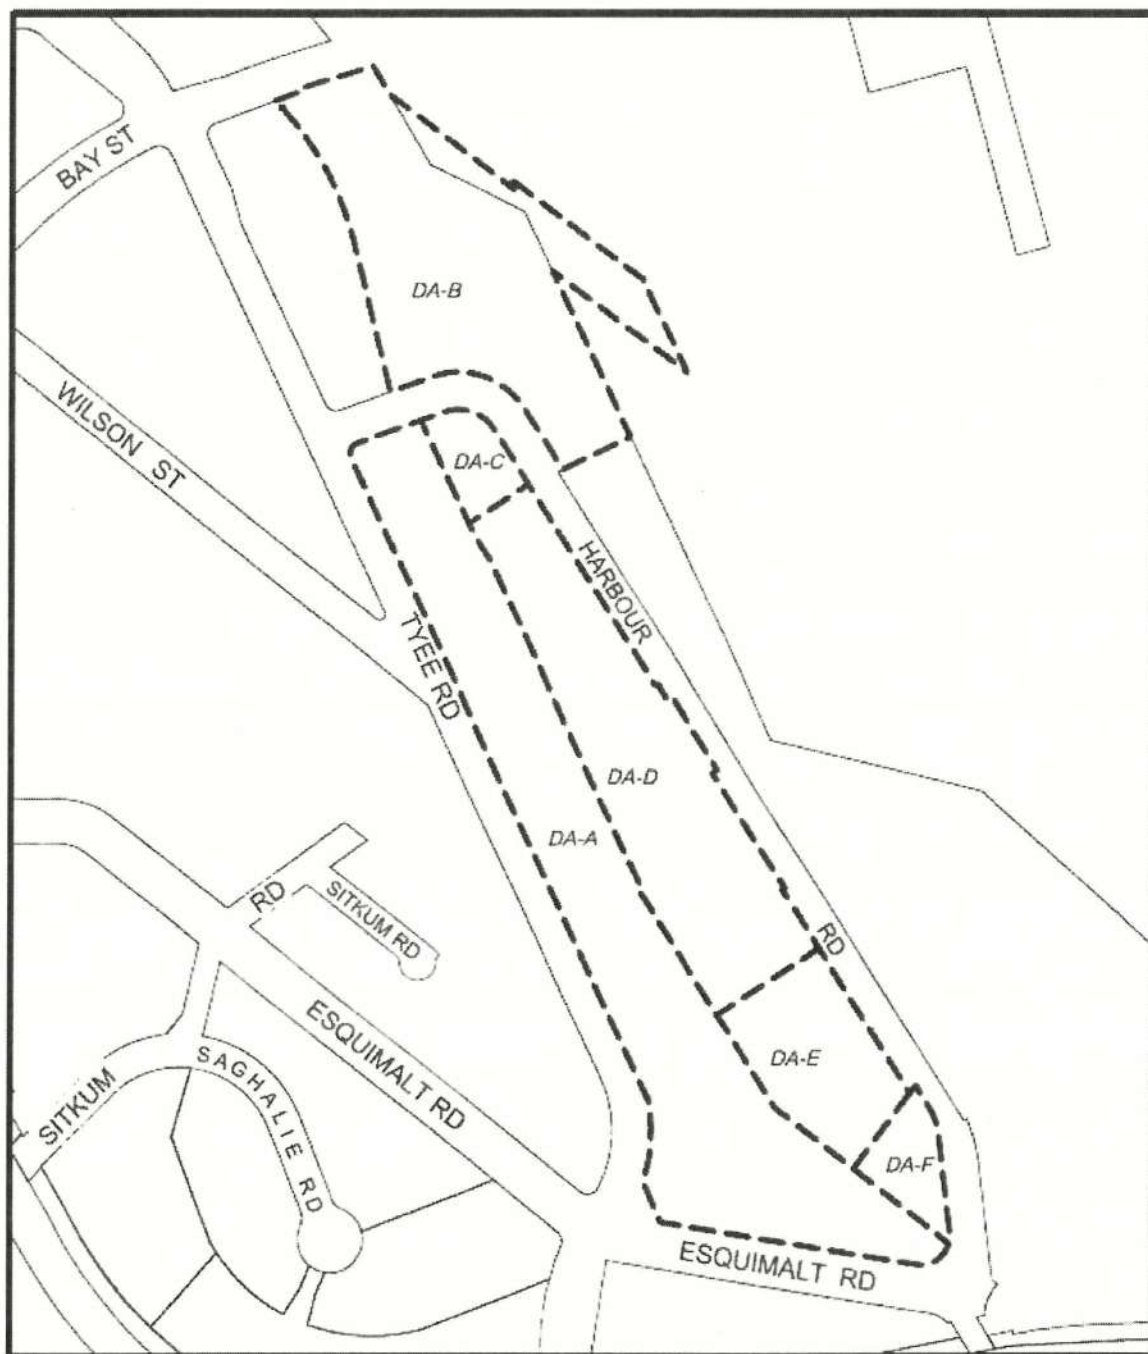 BAY ST
DA-B
WILSON ST
DA-C
HARBOUR
TYEE RD
DA-D
DA-A
RD
SITKUM RD
RD
ESQUIMALT RD
DA-E
SAGHALIE RD
SITKUM
DA-F
ESQUIMALT RD